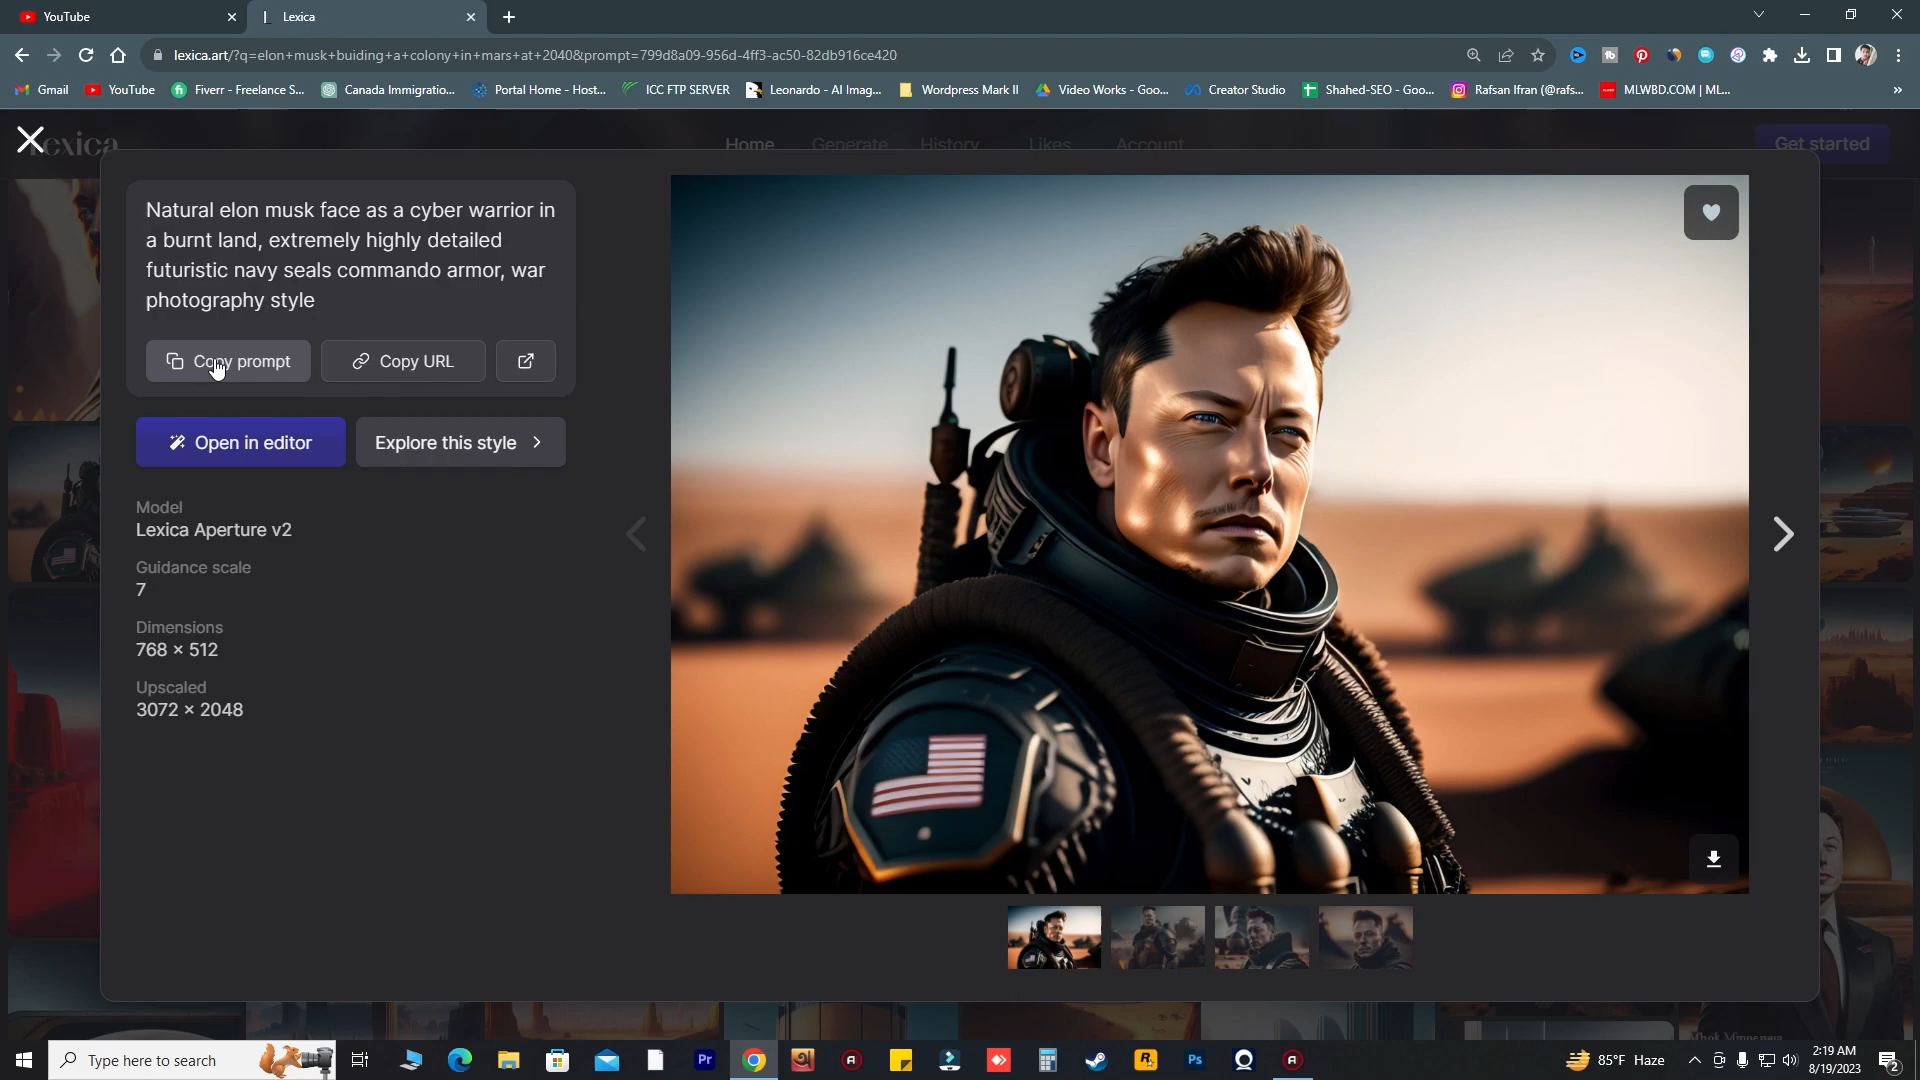 YouTube
Lexica
lexica.art/?q=elon+musk+buiding+a+colony+in+mars+at+2040&prompt=799d8a09-956d-4ff3-ac50-82db916ce420
Gmail
YouTube
Fiverr - Freelance S...
Canada Immigratio...
Portal Home - Host...
ICC FTP SERVER
Leonardo - AI Imag...
Wordpress Mark II
Video Works - Goo...
Creator Studio
Shahed-SEO - Goo...
Rafsan Ifran (@rafs...
MLWBD.COM | ML...
Lexica
Home
Generate
History
Likes
Account
Get started
Natural elon musk face as a cyber warrior in
a burnt land, extremely highly detailed
futuristic navy seals commando armor, war
photography style
Copy prompt
Copy URL
Open in editor
Explore this style
Model
Lexica Aperture v2
Guidance scale
7
Dimensions
768 × 512
Upscaled
3072 × 2048
Type here to search
Pr
Ps
85°F Haze
2:19 AM
8/19/2023
2